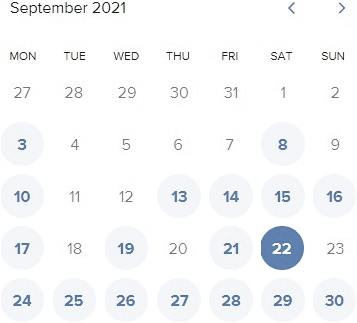 September 2021
MON TUE WED THU FRI SAT SUN
27 28 29 30 31 1 2
3 4 5 6 7 8 9
10 11 12 13 14 15 16
17 18 19 20 21 22 23
24 25 26 27 28 29 30